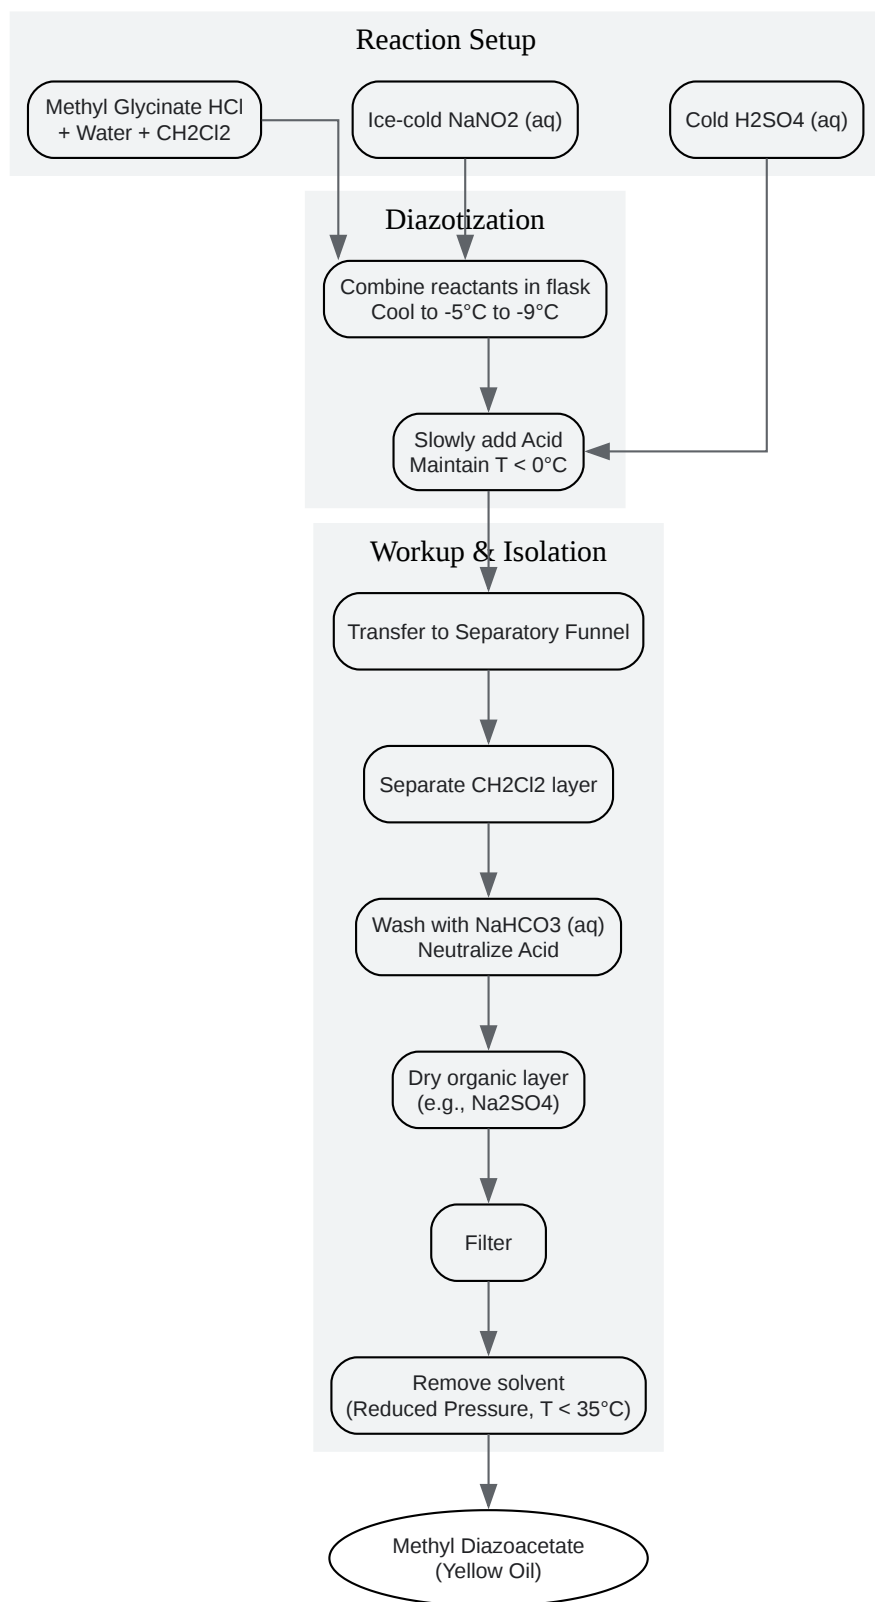 Reaction Setup
Methyl Glycinate HCl
+ Water + CH2Cl2
Ice-cold NaNO2 (aq)
Cold H2SO4 (aq)
Diazotization
Combine reactants in flask
Cool to -5°C to -9°C
Slowly add Acid
Maintain T < 0°C
Workup & Isolation
Transfer to Separatory Funnel
Separate CH2Cl2 layer
Wash with NaHCO3 (aq)
Neutralize Acid
Dry organic layer
(e.g., Na2SO4)
Filter
Remove solvent
(Reduced Pressure, T < 35°C)
Methyl Diazoacetate
(Yellow Oil)